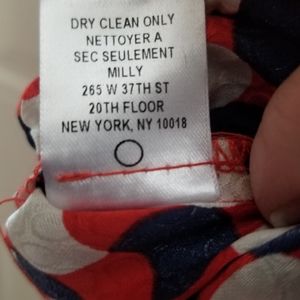 DRY CLEAN ONLY
NETTOYER A
SEC SEULEMENT
MILLY
265 W 37TH ST
20TH FLOOR
NEW YORK, NY 10018